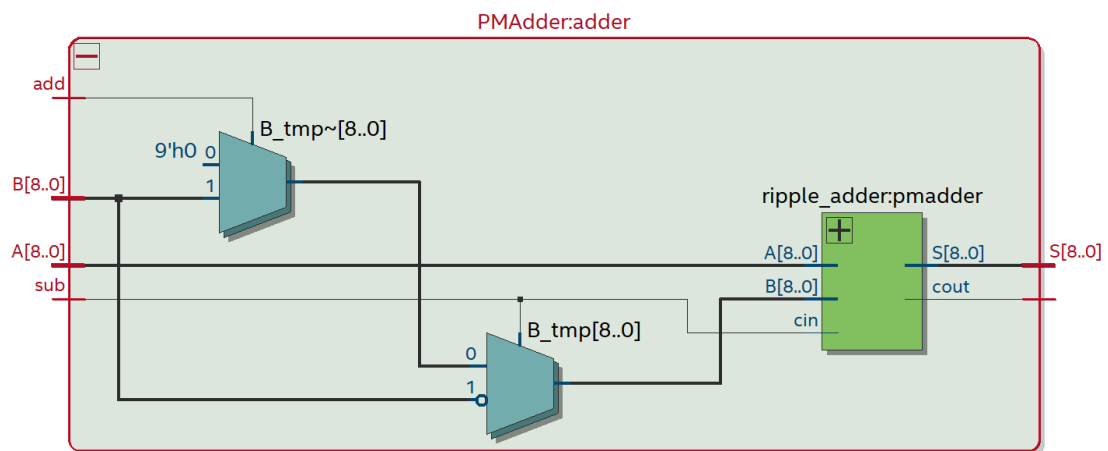 PMAdder:adder
add
B_tmp~[8..0]
9'h0
0
1
B[8..0]
ripple_adder:pmadder
A[8..0]
A[8..0]
S[8..0]
S[8..0]
sub
B[8..0]
cout
cin
B_tmp[8..0]
0
1